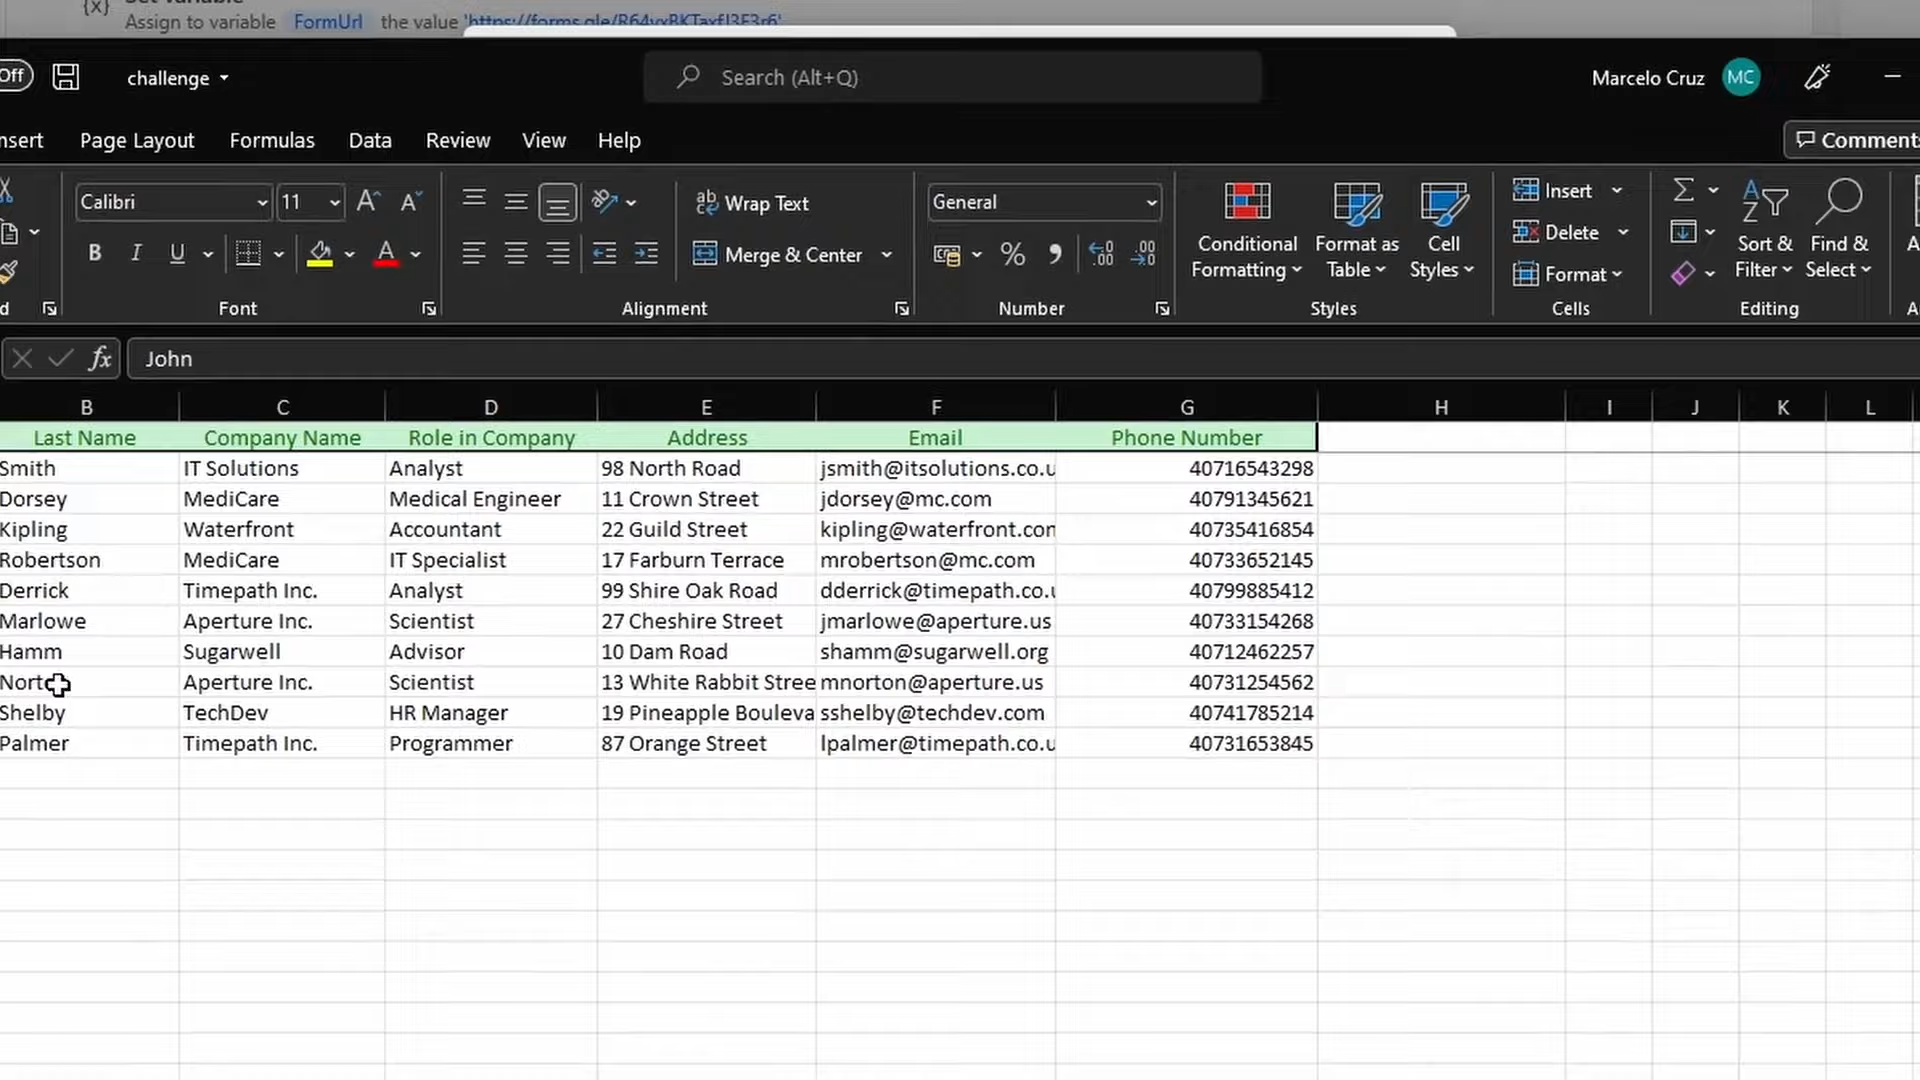 {x} Set variable
Assign to variable FormUrl the value
Off challenge Search (Alt+Q) Marcelo Cruz MC
nsert Page Layout Formulas Data Review View Help Comments
Calibri 11 Wrap Text General Insert
B I U Merge & Center % Delete
Conditional Formatting Format as Table Cell Styles Format Sort & Filter Find & Select
d Font Alignment Number Styles Cells Editing A
fx John
B C D E F G H I J K L
Last Name Company Name Role in Company Address Email Phone Number
Smith IT Solutions Analyst 98 North Road jsmith@itsolutions.co.u 40716543298
Dorsey MediCare Medical Engineer 11 Crown Street jdorsey@mc.com 40791345621
Kipling Waterfront Accountant 22 Guild Street kipling@waterfront.con 40735416854
Robertson MediCare IT Specialist 17 Farburn Terrace mrobertson@mc.com 40733652145
Derrick Timepath Inc. Analyst 99 Shire Oak Road dderrick@timepath.co.u 40799885412
Marlowe Aperture Inc. Scientist 27 Cheshire Street jmarlowe@aperture.us 40733154268
Hamm Sugarwell Advisor 10 Dam Road shamm@sugarwell.org 40712462257
Nort Aperture Inc. Scientist 13 White Rabbit Stree mnorton@aperture.us 40731254562
Shelby TechDev HR Manager 19 Pineapple Bouleva sshelby@techdev.com 40741785214
Palmer Timepath Inc. Programmer 87 Orange Street lpalmer@timepath.co.u 40731653845